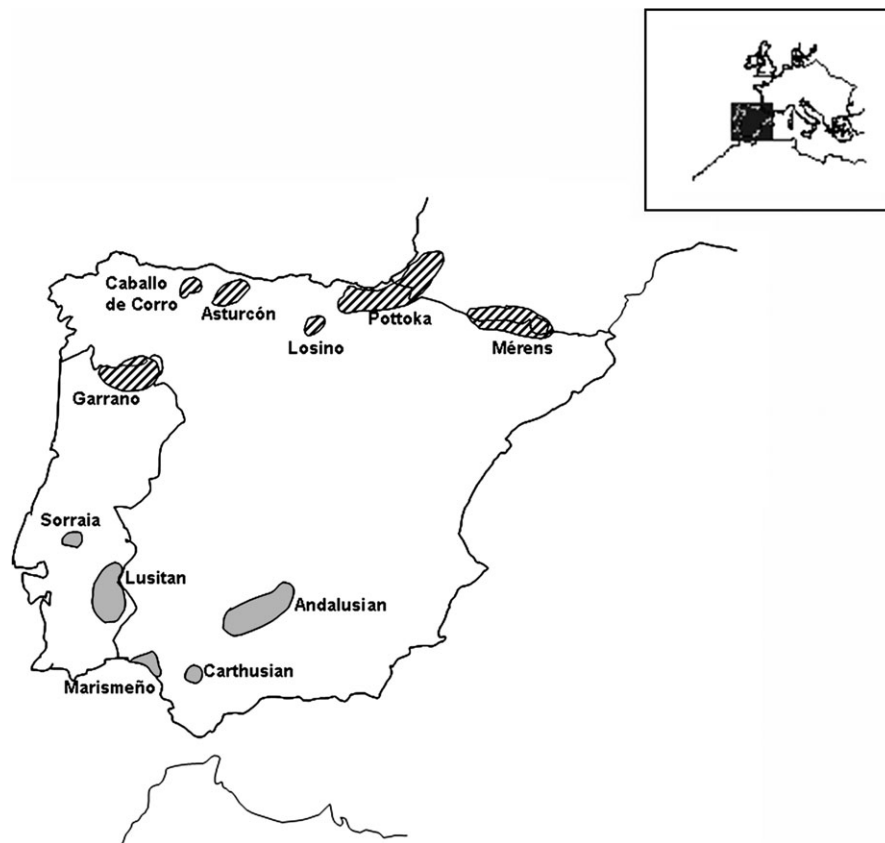 Caballo
de Corro
Asturcón
Losino
Pottoka
Mérens
Garrano
Sorraia
Lusitan
Andalusian
Marismeño
Carthusian